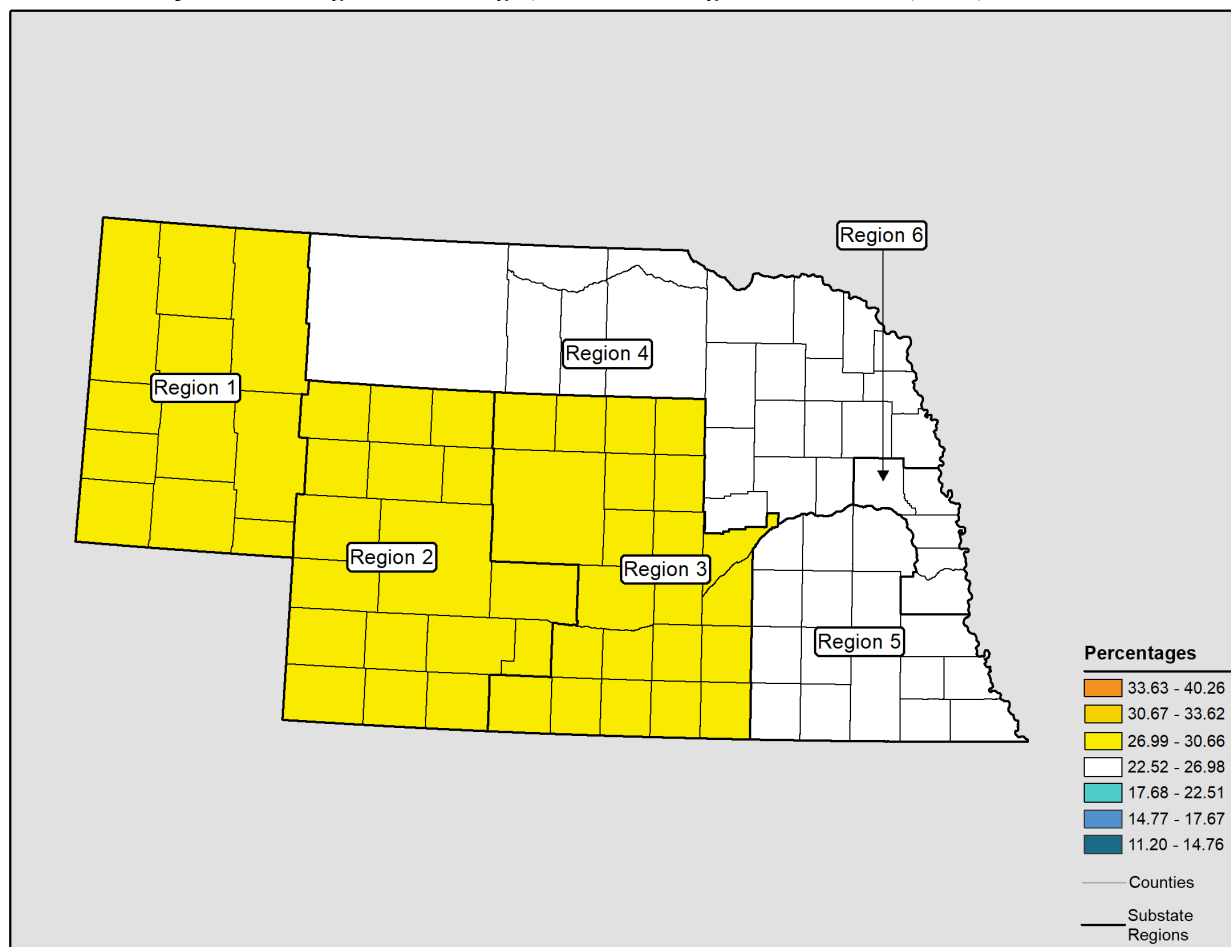 Region 6
Region 4
Region 1
Region 2
Region 3
Region 5
Percentages
33.63 - 40.26
30.67 - 33.62
26.99 - 30.66
22.52 - 26.98
17.68 - 22.51
14.77 - 17.67
11.20 - 14.76
Counties
Substate
Regions